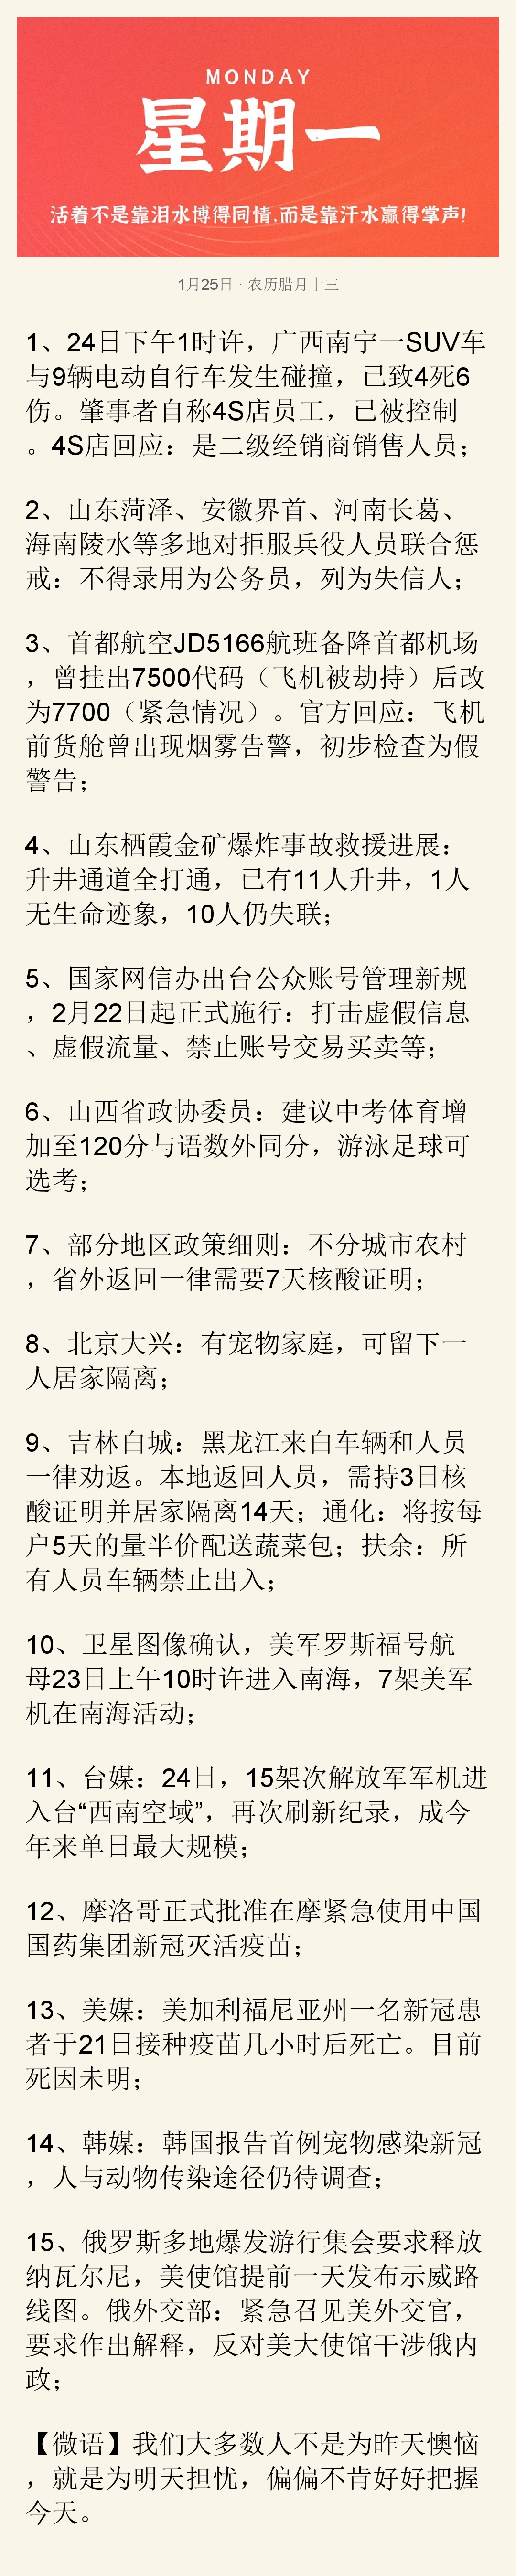 MONDAY
星期一
活着不是靠泪水博得同情,而是靠汗水赢得掌声!
1月25日 · 农历腊月十三
1、24日下午1时许，广西南宁一SUV车
与9辆电动自行车发生碰撞，已致4死6
伤。肇事者自称4S店员工，已被控制
。4S店回应：是二级经销商销售人员；
2、山东菏泽、安徽界首、河南长葛、
海南陵水等多地对拒服兵役人员联合惩
戒：不得录用为公务员，列为失信人；
3、首都航空JD5166航班备降首都机场
，曾挂出7500代码（飞机被劫持）后改
为7700（紧急情况）。官方回应：飞机
前货舱曾出现烟雾告警，初步检查为假
警告；
4、山东栖霞金矿爆炸事故救援进展：
升井通道全打通，已有11人升井，1人
无生命迹象，10人仍失联；
5、国家网信办出台公众账号管理新规
，2月22日起正式施行：打击虚假信息
、虚假流量、禁止账号交易买卖等；
6、山西省政协委员：建议中考体育增
加至120分与语数外同分，游泳足球可
选考；
7、部分地区政策细则：不分城市农村
，省外返回一律需要7天核酸证明；
8、北京大兴：有宠物家庭，可留下一
人居家隔离；
9、吉林白城：黑龙江来白车辆和人员
一律劝返。本地返回人员，需持3日核
酸证明并居家隔离14天；通化：将按每
户5天的量半价配送蔬菜包；扶余：所
有人员车辆禁止出入；
10、卫星图像确认，美军罗斯福号航
母23日上午10时许进入南海，7架美军
机在南海活动；
11、台媒：24日，15架次解放军军机进
入台“西南空域”，再次刷新纪录，成今
年来单日最大规模；
12、摩洛哥正式批准在摩紧急使用中国
国药集团新冠灭活疫苗；
13、美媒：美加利福尼亚州一名新冠患
者于21日接种疫苗几小时后死亡。目前
死因未明；
14、韩媒：韩国报告首例宠物感染新冠
，人与动物传染途径仍待调查；
15、俄罗斯多地爆发游行集会要求释放
纳瓦尔尼，美使馆提前一天发布示威路
线图。俄外交部：紧急召见美外交官，
要求作出解释，反对美大使馆干涉俄内
政；
【微语】我们大多数人不是为昨天懊恼
，就是为明天担忧，偏偏不肯好好把握
今天。